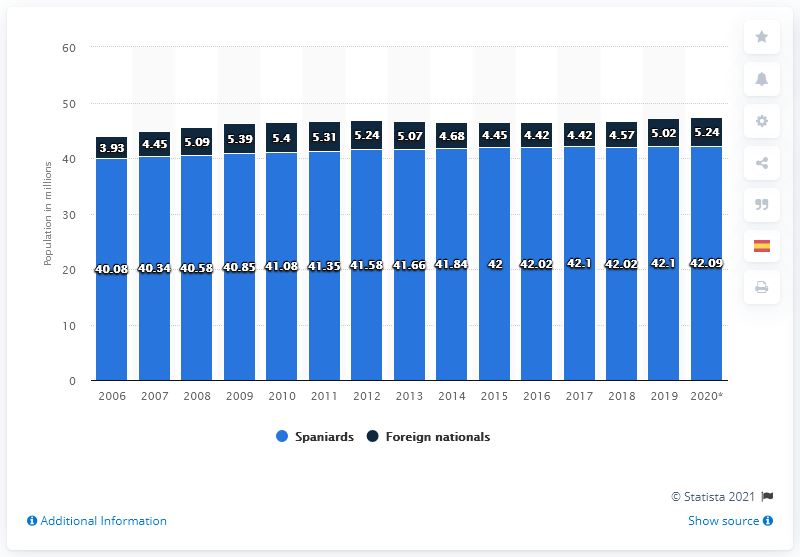 60
50
40
30
20
10
0
Population in millions
3.93 4.45 5.09 5.39 5.4 5.31 5.24 5.07 4.68 4.45 4.42 4.42 4.57 5.02 5.24
40.08 40.34 40.58 40.85 41.08 41.35 41.58 41.66 41.84 42 42.02 42.1 42.02 42.1 42.09
2006 2007 2008 2009 2010 2011 2012 2013 2014 2015 2016 2017 2018 2019 2020*
Spaniards Foreign nationals
© Statista 2021
Additional Information Show source